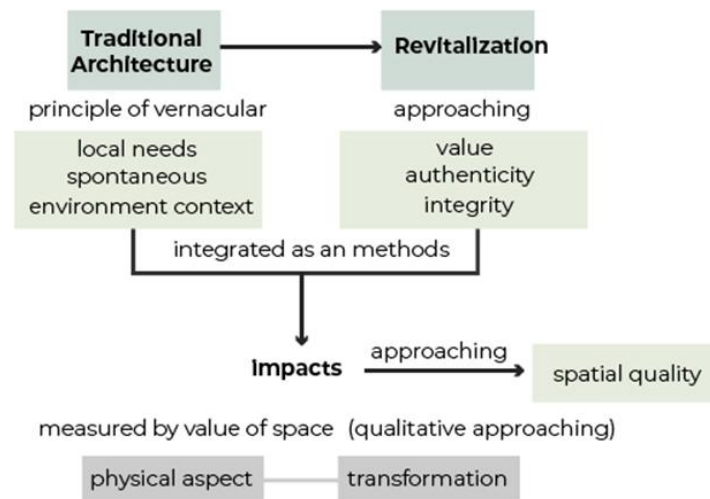 Traditional
Architecture
Revitalization
principle of vernacular
approaching
local needs
spontaneous
environment context
value
authenticity
integrity
integrated as an methods
Impacts
approaching
spatial quality
measured by value of space (qualitative approaching)
physical aspect
transformation